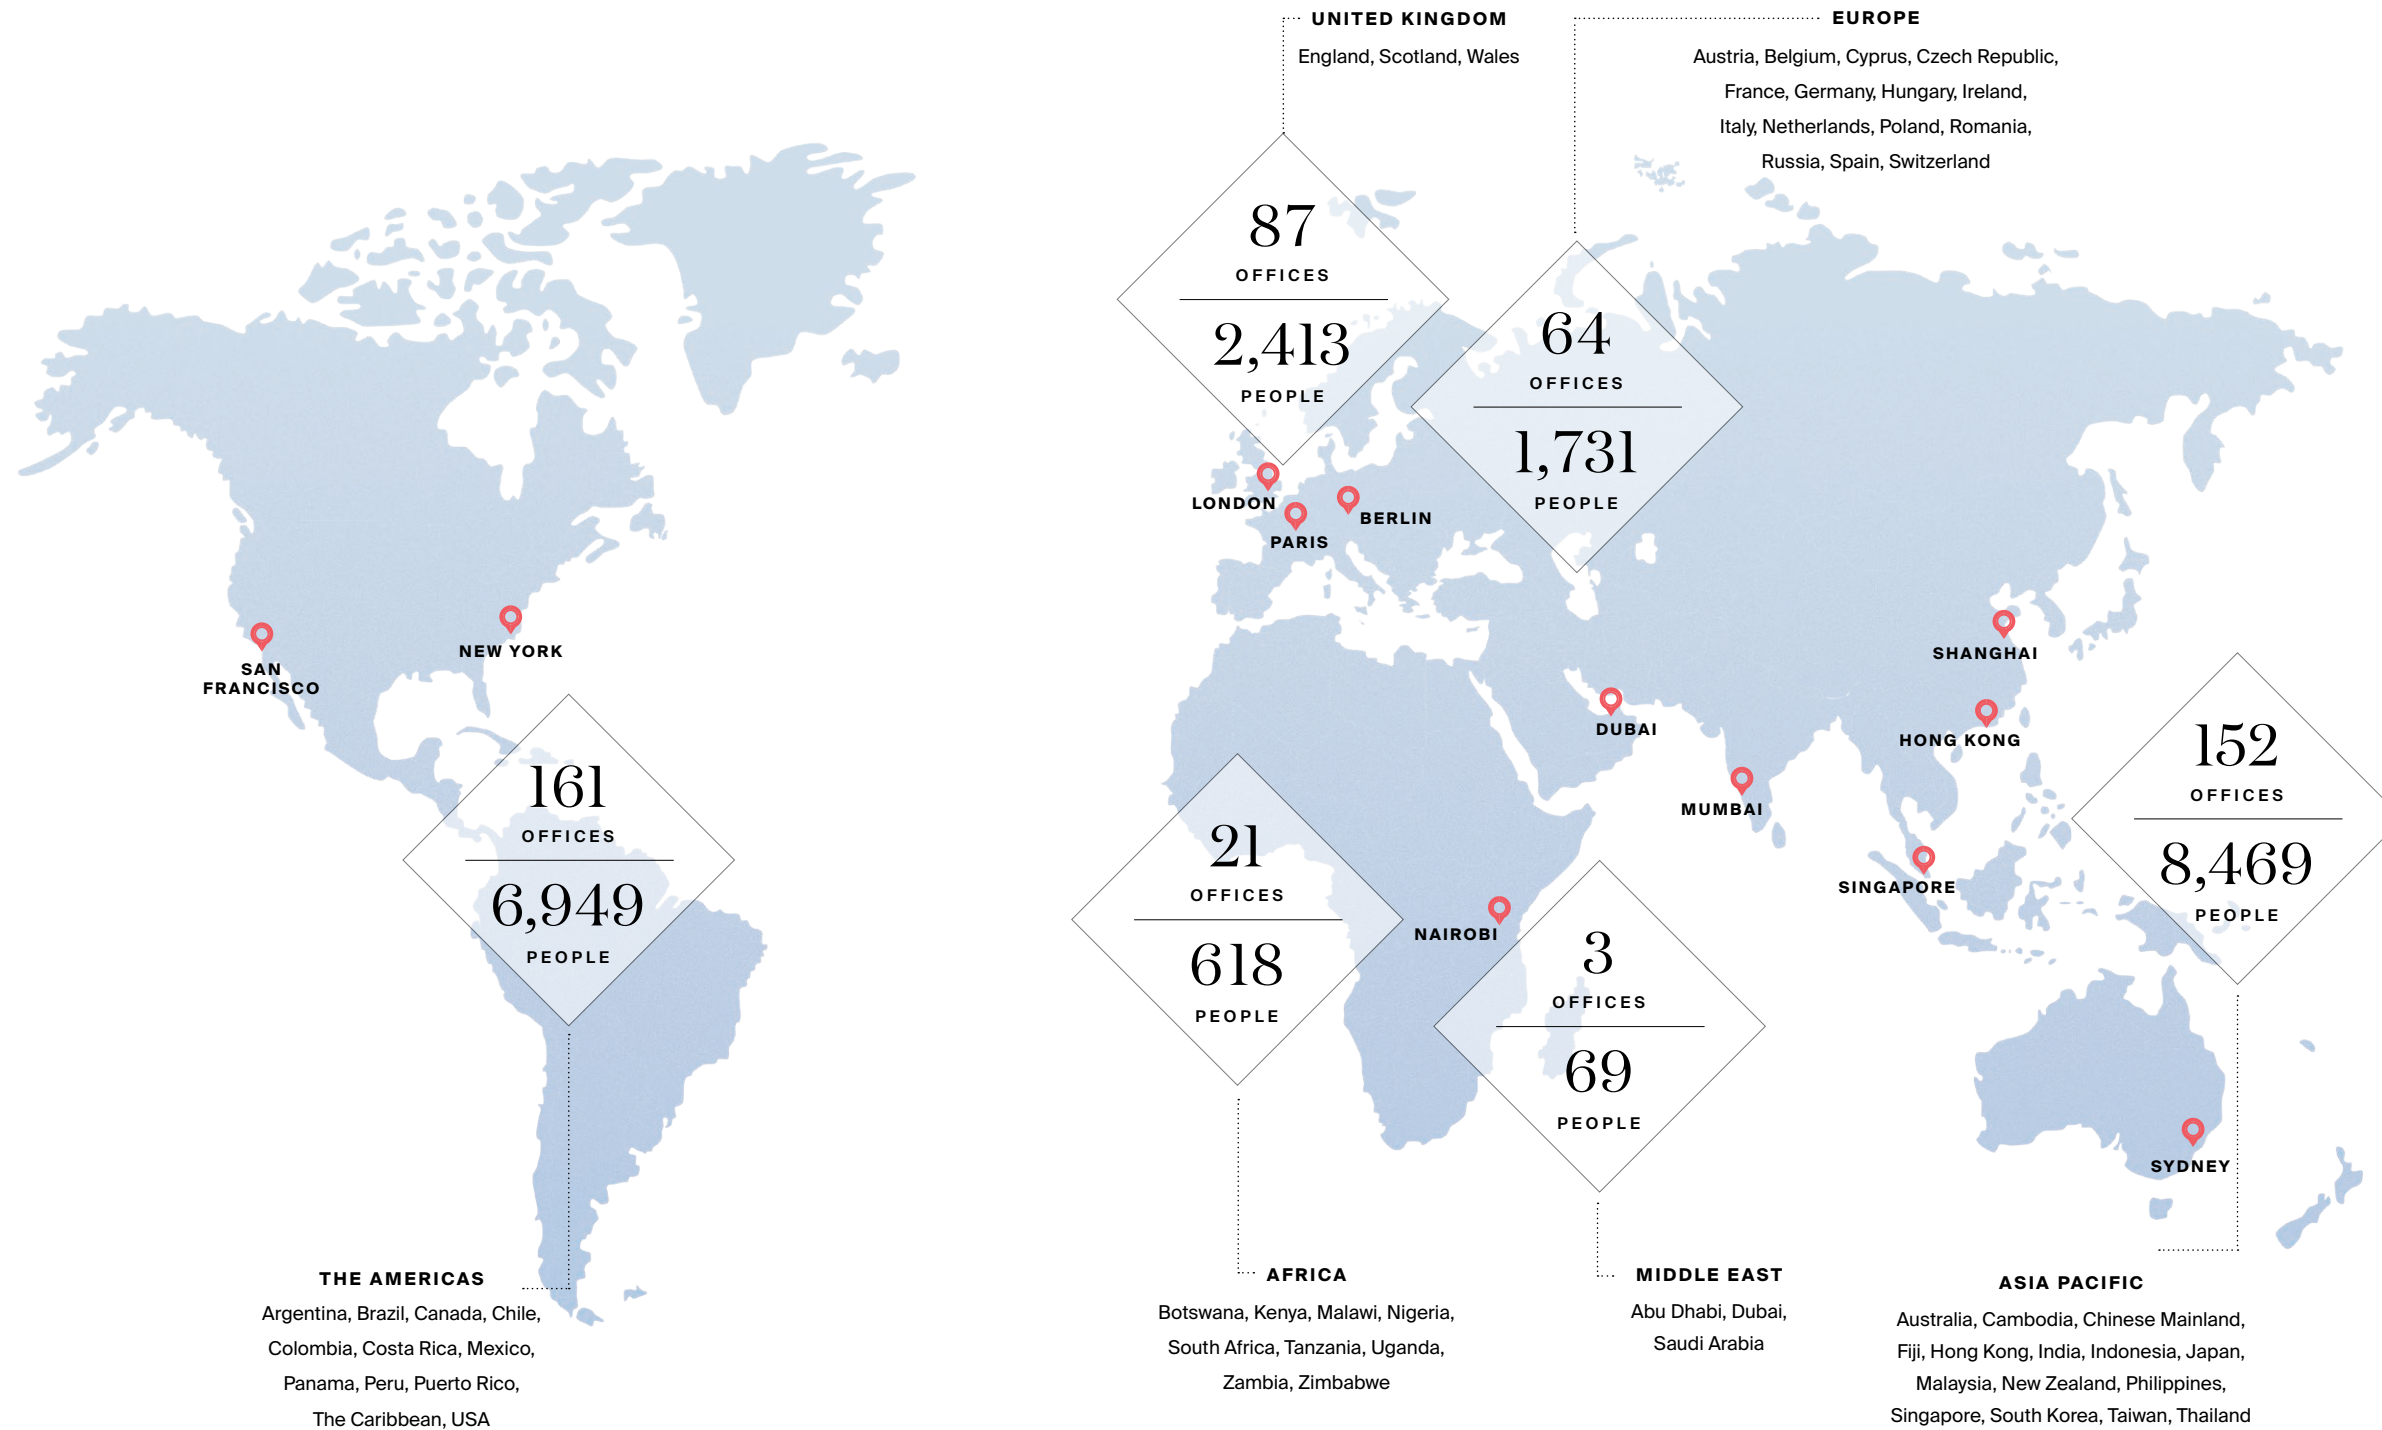 UNITED KINGDOM
England, Scotland, Wales
EUROPE
Austria, Belgium, Cyprus, Czech Republic,
France, Germany, Hungary, Ireland,
Italy, Netherlands, Poland, Romania,
Russia, Spain, Switzerland
87
OFFICES
2,413
PEOPLE
64
OFFICES
1,731
PEOPLE
LONDON
PARIS
BERLIN
SAN
FRANCISCO
NEW YORK
SHANGHAI
HONG KONG
DUBAI
MUMBAI
SINGAPORE
NAIROBI
SYDNEY
161
OFFICES
6,949
PEOPLE
21
OFFICES
618
PEOPLE
3
OFFICES
69
PEOPLE
152
OFFICES
8,469
PEOPLE
THE AMERICAS
Argentina, Brazil, Canada, Chile,
Colombia, Costa Rica, Mexico,
Panama, Peru, Puerto Rico,
The Caribbean, USA
AFRICA
Botswana, Kenya, Malawi, Nigeria,
South Africa, Tanzania, Uganda,
Zambia, Zimbabwe
MIDDLE EAST
Abu Dhabi, Dubai,
Saudi Arabia
ASIA PACIFIC
Australia, Cambodia, Chinese Mainland,
Fiji, Hong Kong, India, Indonesia, Japan,
Malaysia, New Zealand, Philippines,
Singapore, South Korea, Taiwan, Thailand